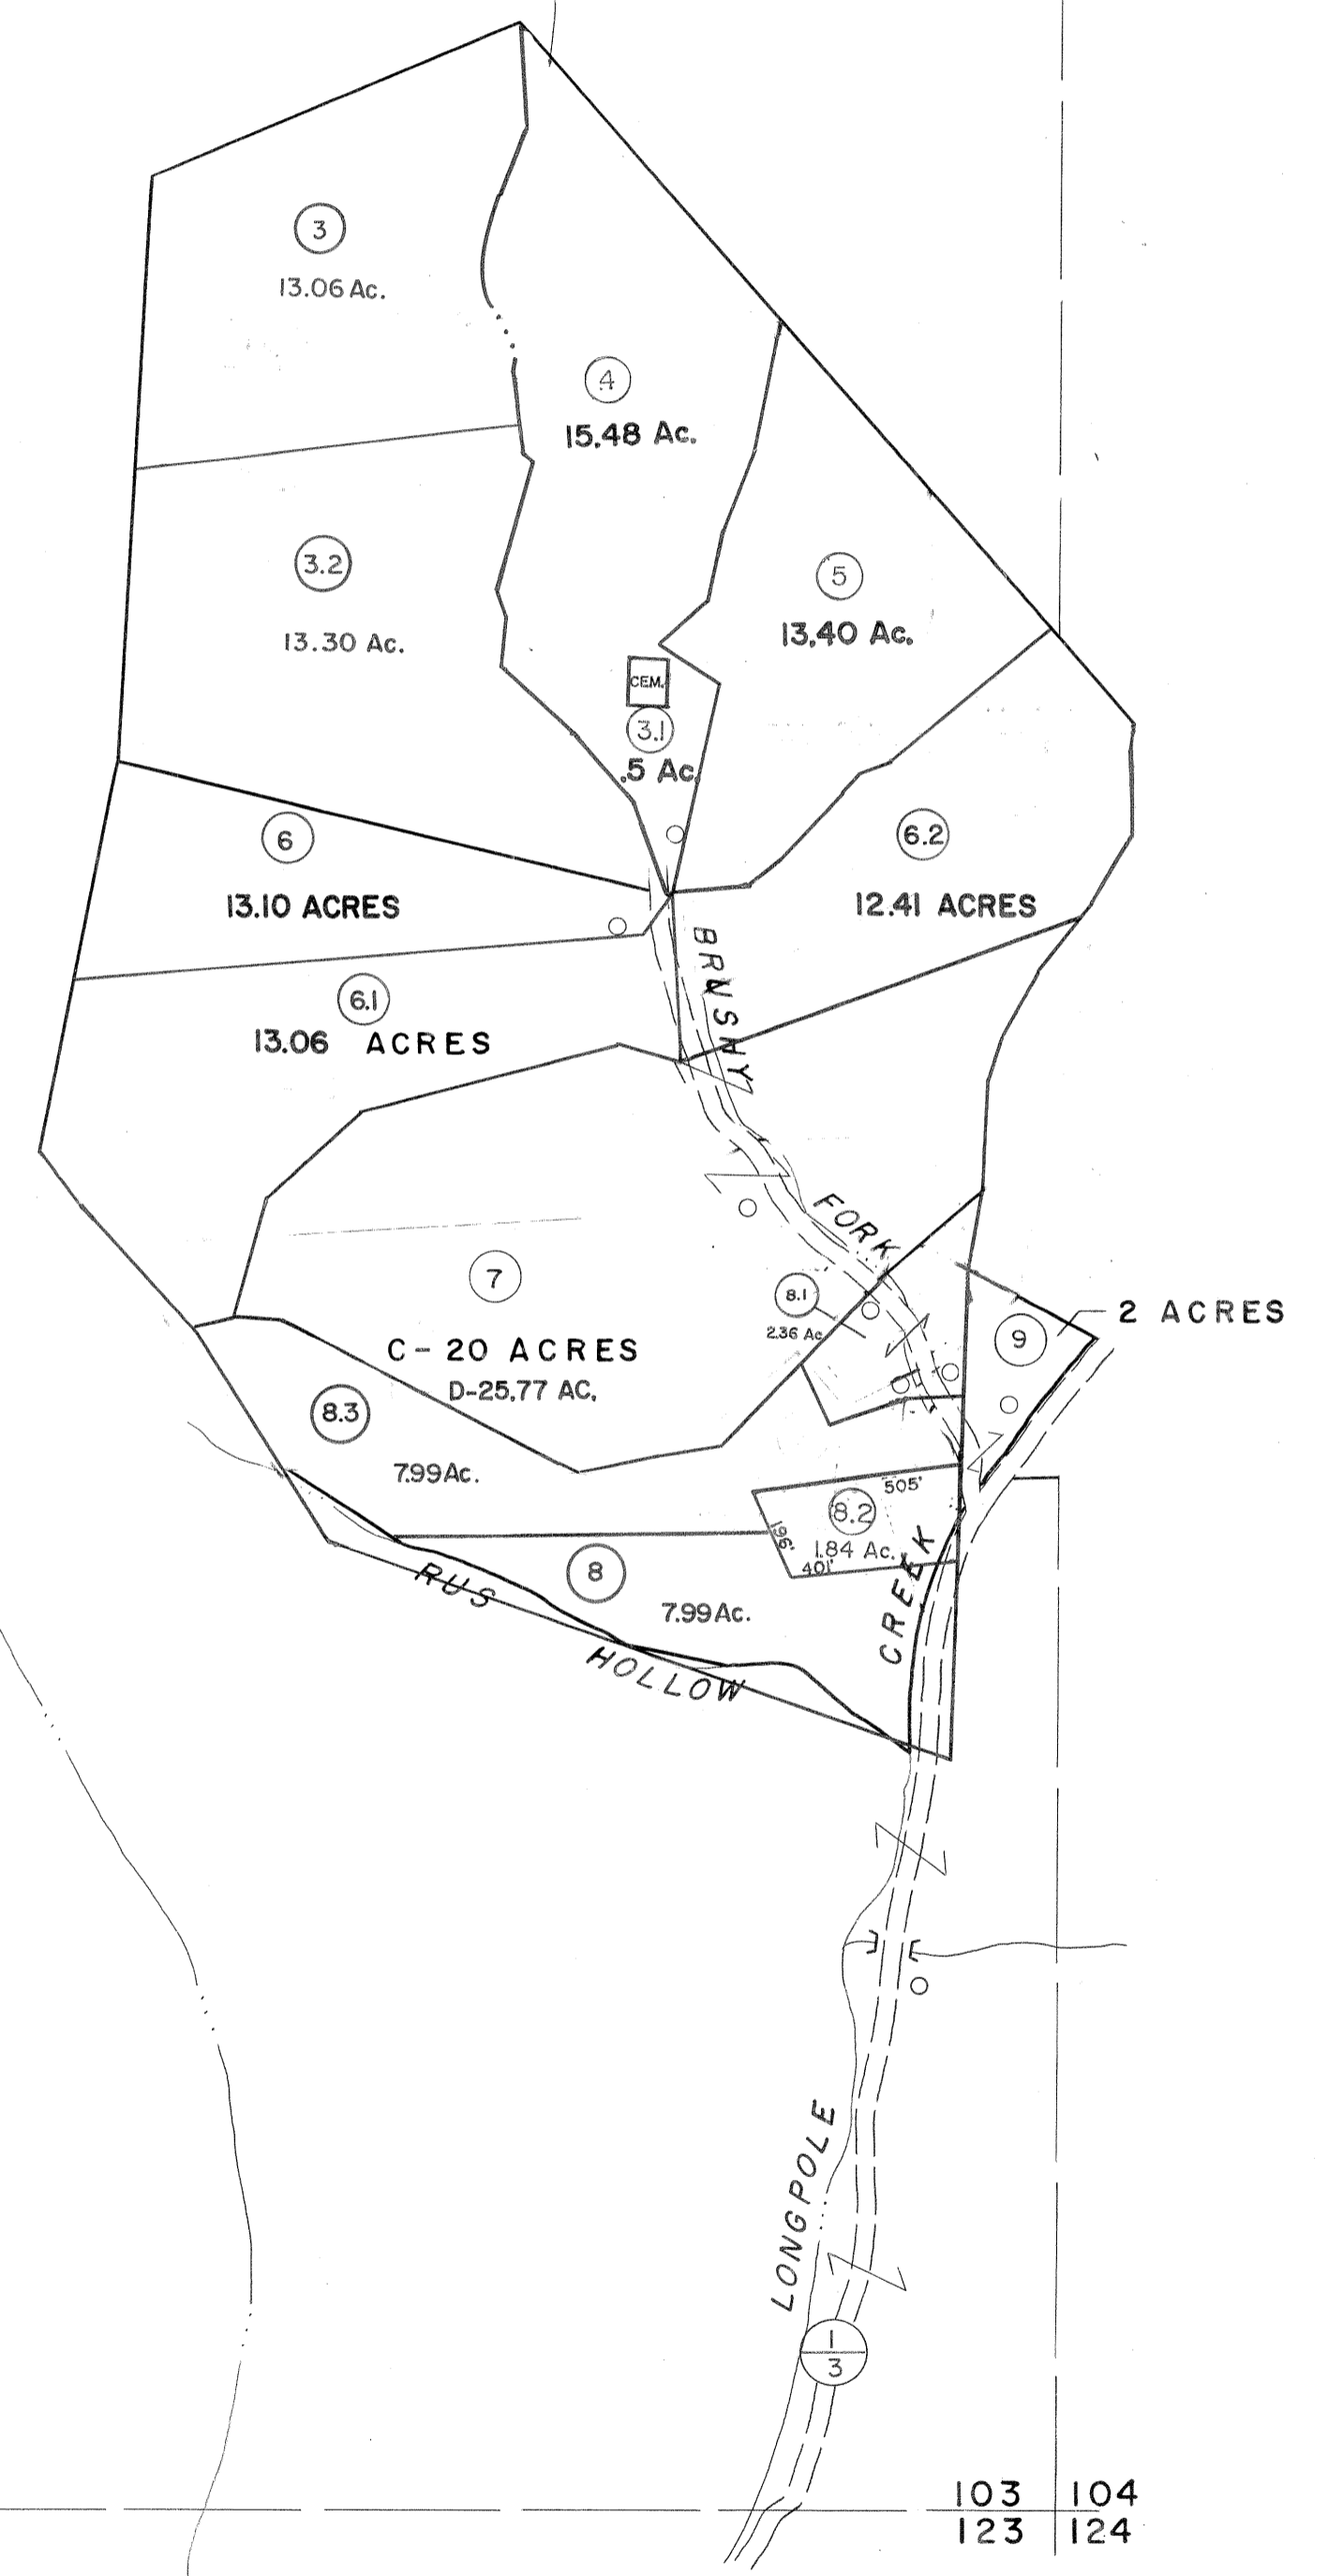 3
13.06 Ac.
4
15.48 Ac.
3.2
13.30 Ac.
5
13.40 Ac.
CEM.
3.1
.5 Ac.
6
13.10 ACRES
6.2
12.41 ACRES
6.1
13.06 ACRES
BRNSHY
FORK
7
C-20 ACRES
D-25.77 AC.
8.1
2.36 Ac
9
2 ACRES
8.3
7.99 Ac.
505'
8.2
196'
1.84 Ac.
401'
8
7.99 Ac.
RUS
HOLLOW
CREEK
LONGPOLE
1
3
103 104
123 124